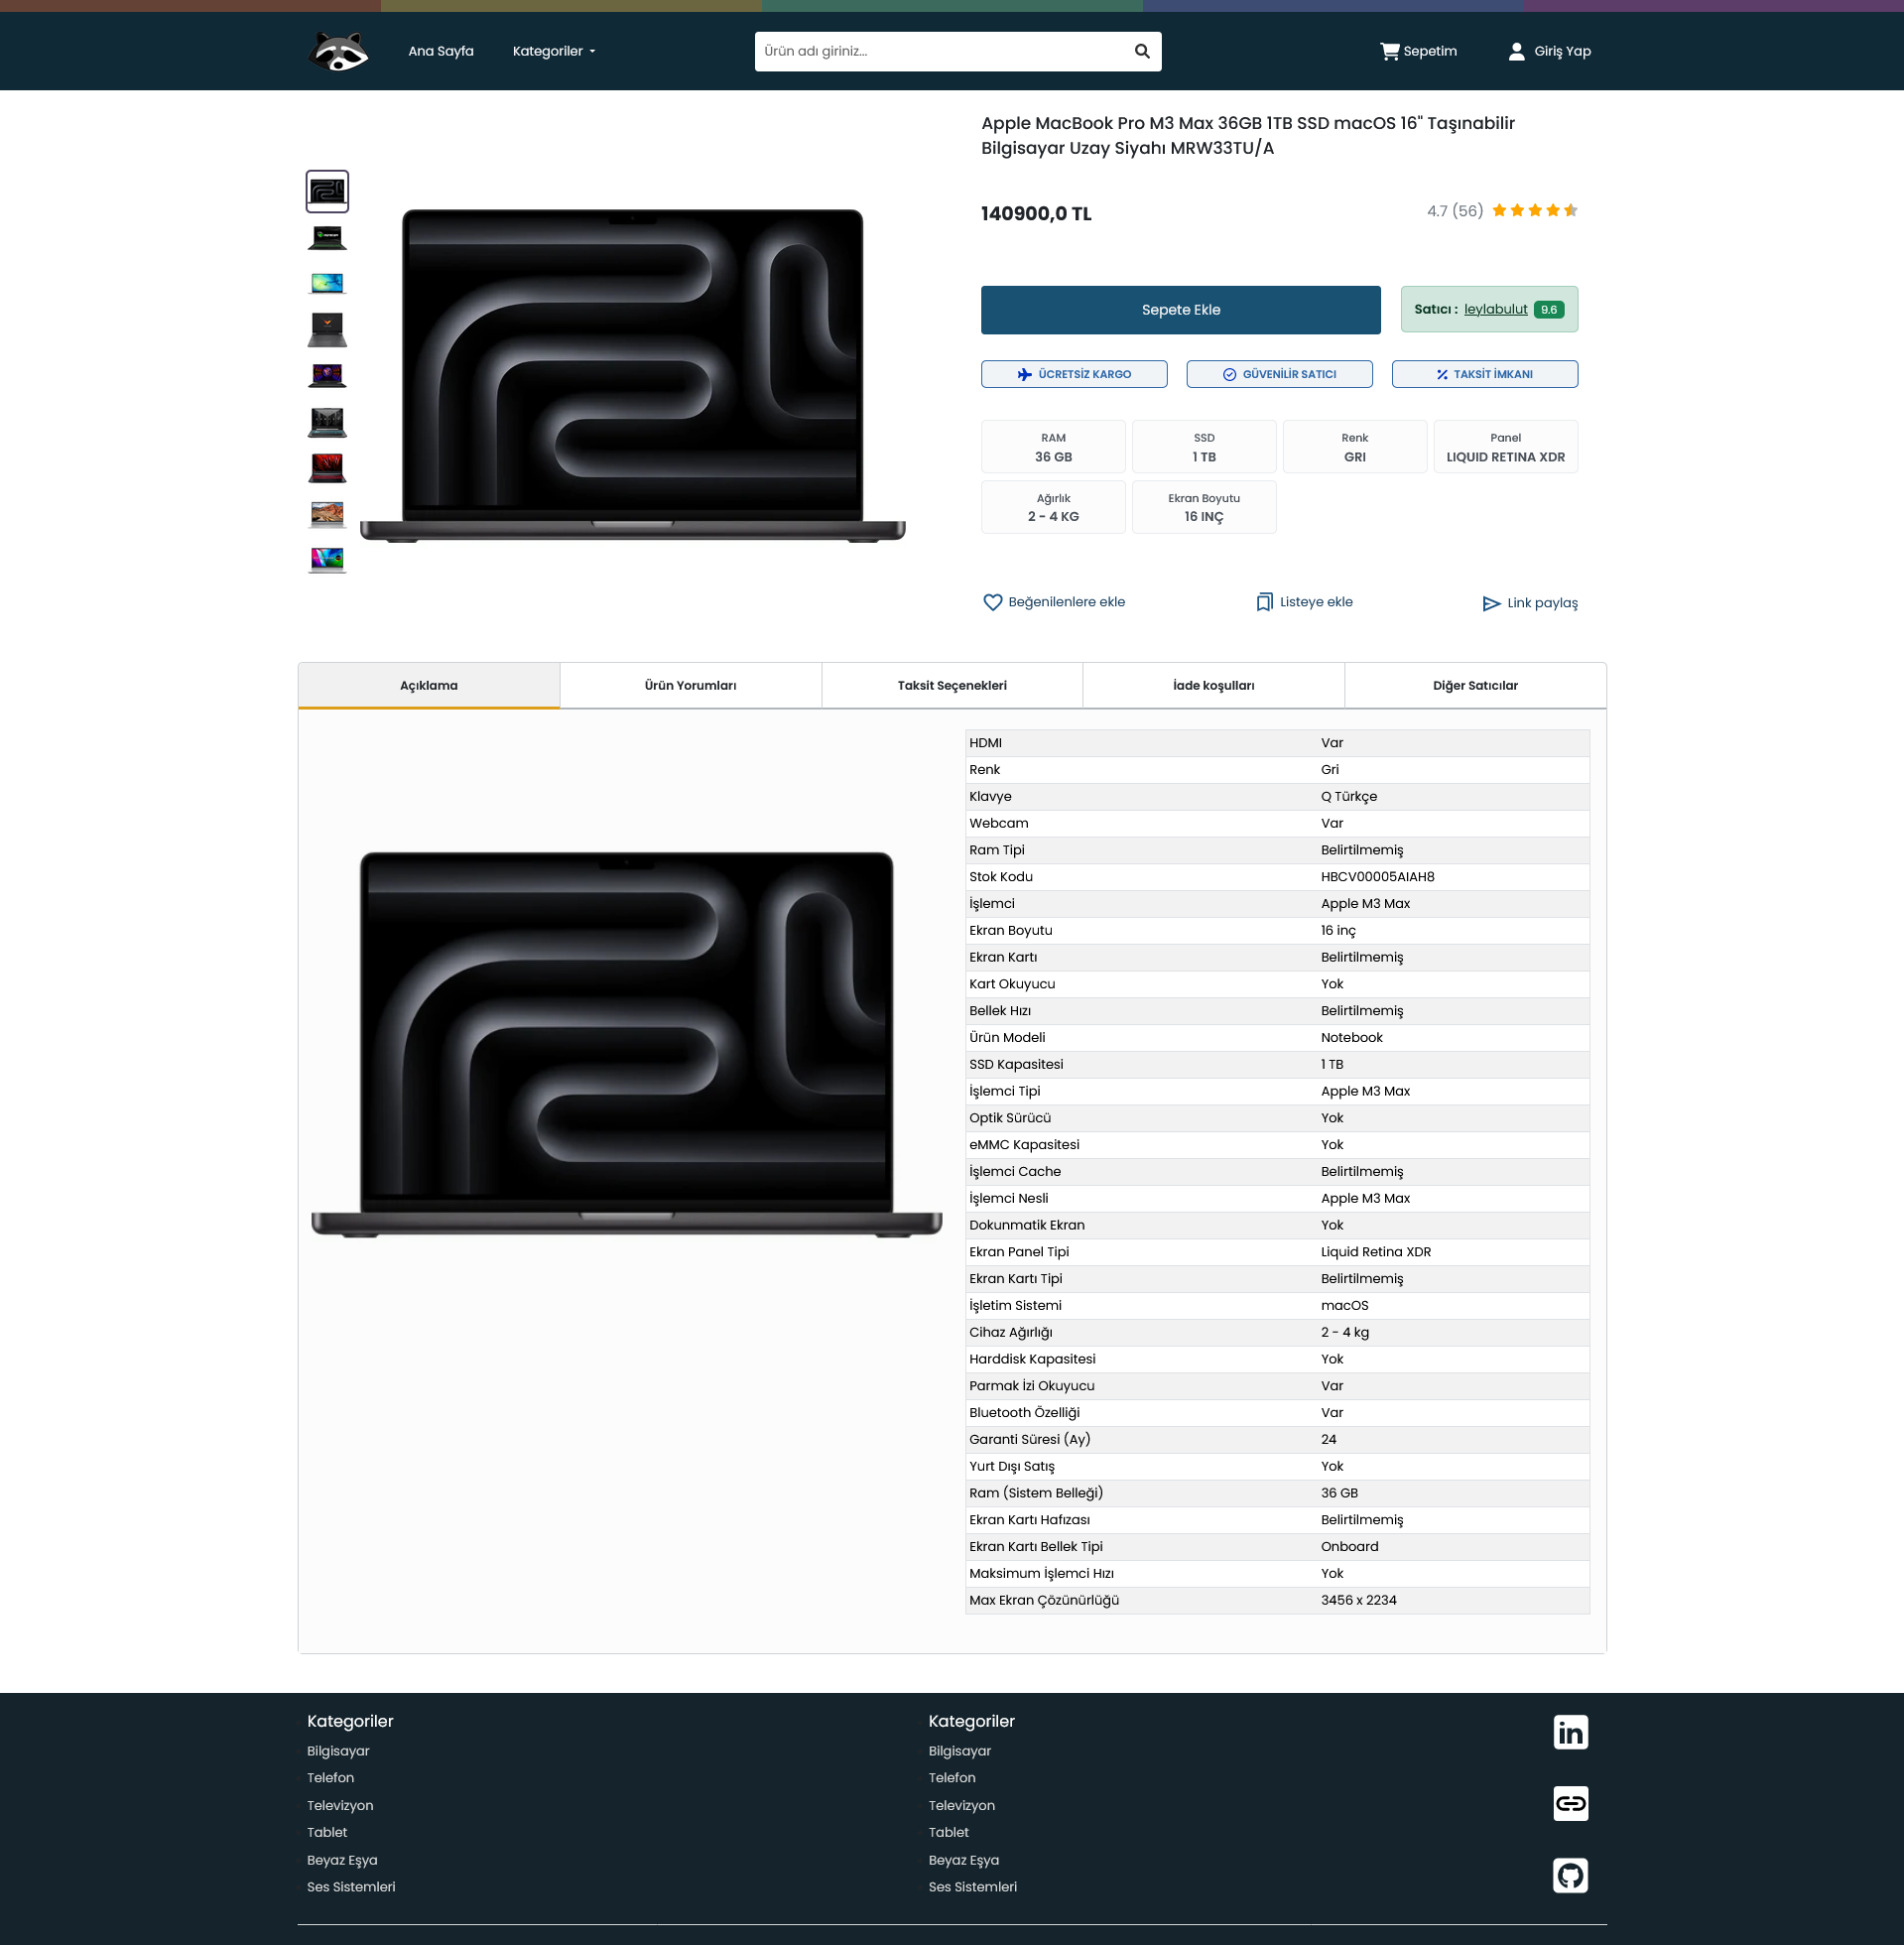 Ana Sayfa
Kategoriler
Ürün adı giriniz...
Sepetim
Giriş Yap
Apple MacBook Pro M3 Max 36GB 1TB SSD macOS 16" Taşınabilir
Bilgisayar Uzay Siyahı MRW33TU/A
140900,0 TL
4.7 (56)
Sepete Ekle
Satıcı : leylabulut 9.6
ÜCRETSİZ KARGO
GÜVENİLİR SATICI
TAKSİT İMKANI
RAM
36 GB
SSD
1 TB
Renk
GRI
Panel
LIQUID RETINA XDR
Ağırlık
2 - 4 KG
Ekran Boyutu
16 INÇ
Beğenilenlere ekle
Listeye ekle
Link paylaş
Açıklama
Ürün Yorumları
Taksit Seçenekleri
İade koşulları
Diğer Satıcılar
HDMI Var
Renk Gri
Klavye Q Türkçe
Webcam Var
Ram Tipi Belirtilmemiş
Stok Kodu HBCV00005AIAH8
İşlemci Apple M3 Max
Ekran Boyutu 16 inç
Ekran Kartı Belirtilmemiş
Kart Okuyucu Yok
Bellek Hızı Belirtilmemiş
Ürün Modeli Notebook
SSD Kapasitesi 1 TB
İşlemci Tipi Apple M3 Max
Optik Sürücü Yok
eMMC Kapasitesi Yok
İşlemci Cache Belirtilmemiş
İşlemci Nesli Apple M3 Max
Dokunmatik Ekran Yok
Ekran Panel Tipi Liquid Retina XDR
Ekran Kartı Tipi Belirtilmemiş
İşletim Sistemi macOS
Cihaz Ağırlığı 2 - 4 kg
Harddisk Kapasitesi Yok
Parmak İzi Okuyucu Var
Bluetooth Özelliği Var
Garanti Süresi (Ay) 24
Yurt Dışı Satış Yok
Ram (Sistem Belleği) 36 GB
Ekran Kartı Hafızası Belirtilmemiş
Ekran Kartı Bellek Tipi Onboard
Maksimum İşlemci Hızı Yok
Max Ekran Çözünürlüğü 3456 x 2234
Kategoriler
Bilgisayar
Telefon
Televizyon
Tablet
Beyaz Eşya
Ses Sistemleri
Kategoriler
Bilgisayar
Telefon
Televizyon
Tablet
Beyaz Eşya
Ses Sistemleri
in